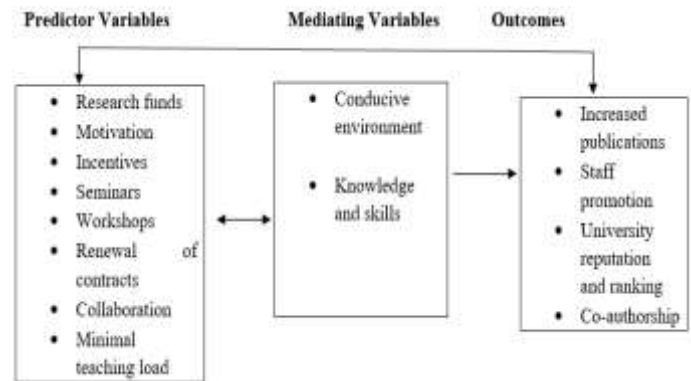 Predictor Variables
Mediating Variables
Outcomes
• Research funds
• Motivation
• Incentives
• Seminars
• Workshops
• Renewal of
contracts
• Collaboration
• Minimal
teaching load
• Conducive
environment
• Knowledge
and skills
• Increased
publications
• Staff
promotion
• University
reputation
and ranking
• Co-authorship